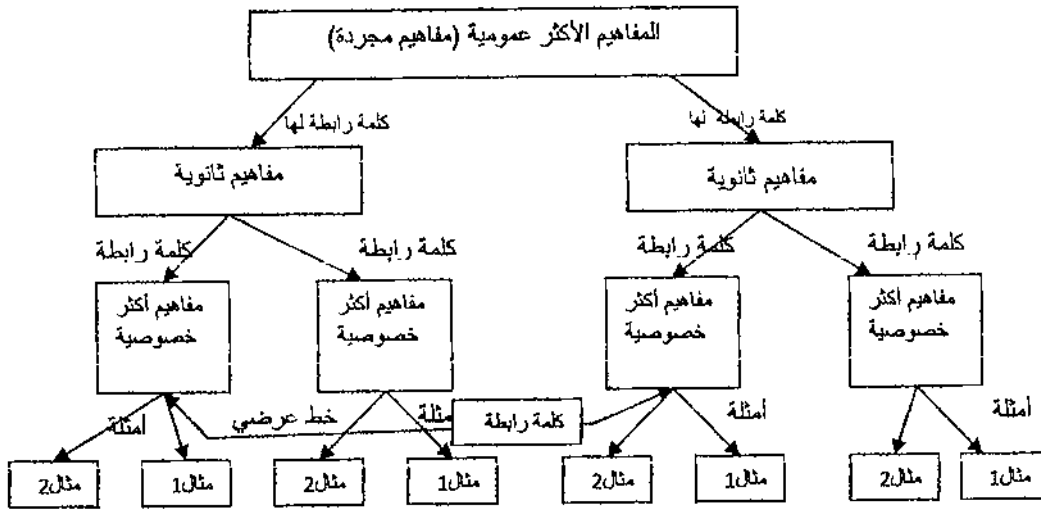 المفاهيم الأكثر عمومية (مفاهيم مجردة)
كلمة رابطة لها
كلمة رابطة لها
مفاهيم ثانوية
مفاهيم ثانوية
كلمة رابطة
كلمة رابطة
كلمة رابطة
كلمة رابطة
مفاهيم أكثر
خصوصية
مفاهيم أكثر
خصوصية
مفاهيم أكثر
خصوصية
مفاهيم أكثر
خصوصية
أمثلة
أمثلة
كلمة رابطة
خط عرضي
أمثلة
مثال1
مثال2
مثال1
مثال2
مثال1
مثال2
مثال1
مثال2